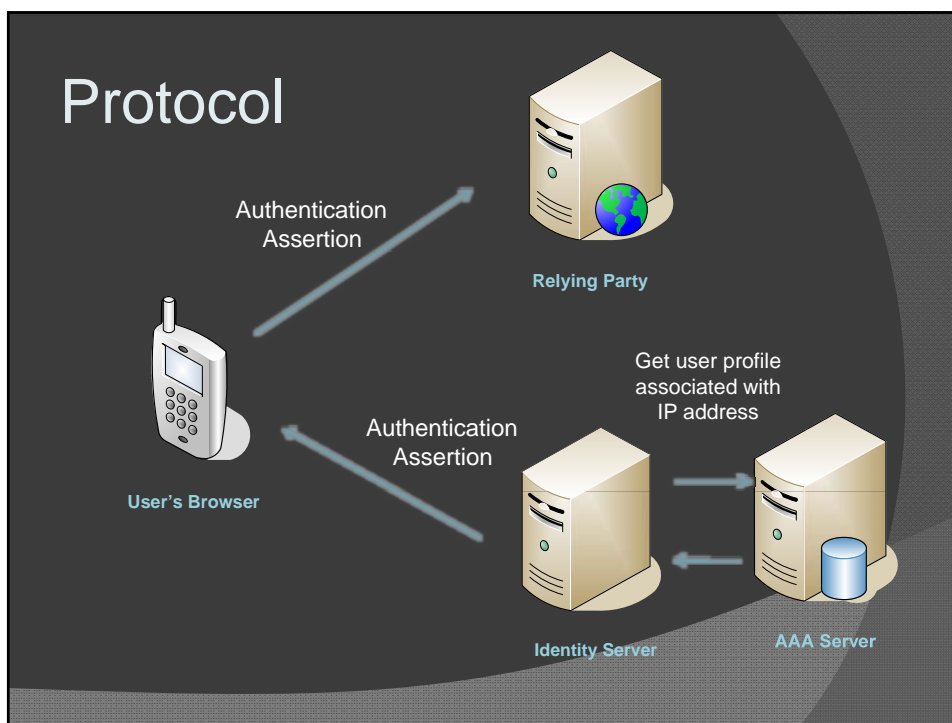 Protocol
Authentication
Assertion
Relying Party
Get user profile
associated with
IP address
Authentication
Assertion
User’s Browser
Identity Server
AAA Server